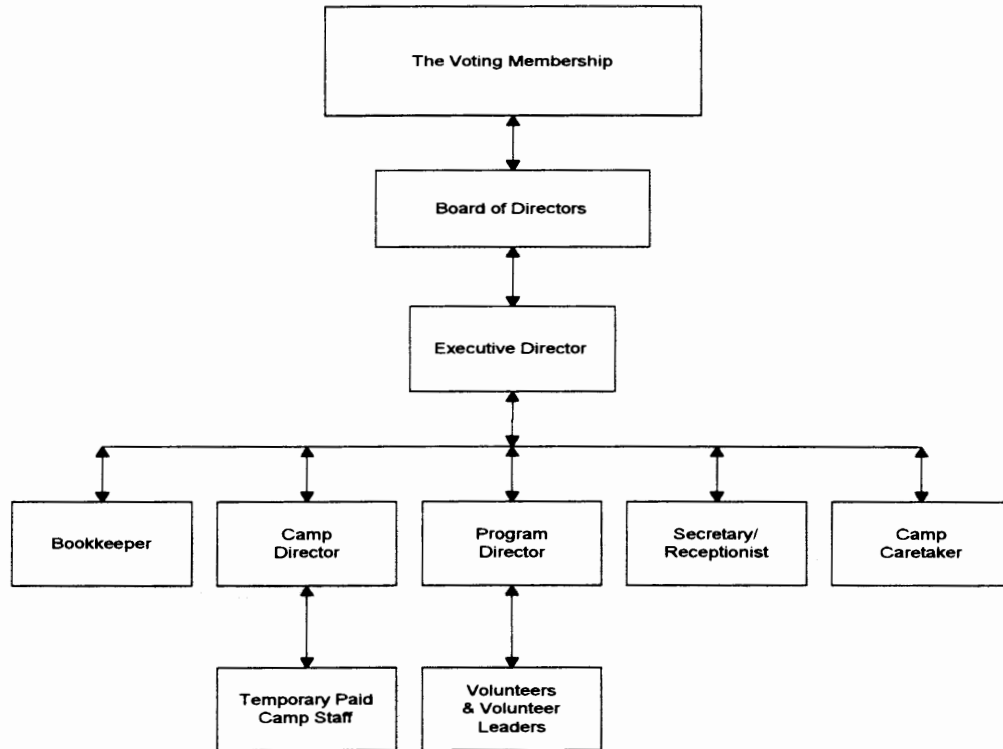 The Voting Membership
Board of Directors
Executive Director
Bookkeeper
Camp
Director
Program
Director
Secretary/
Receptionist
Camp
Caretaker
Temporary Paid
Camp Staff
Volunteers
& Volunteer
Leaders